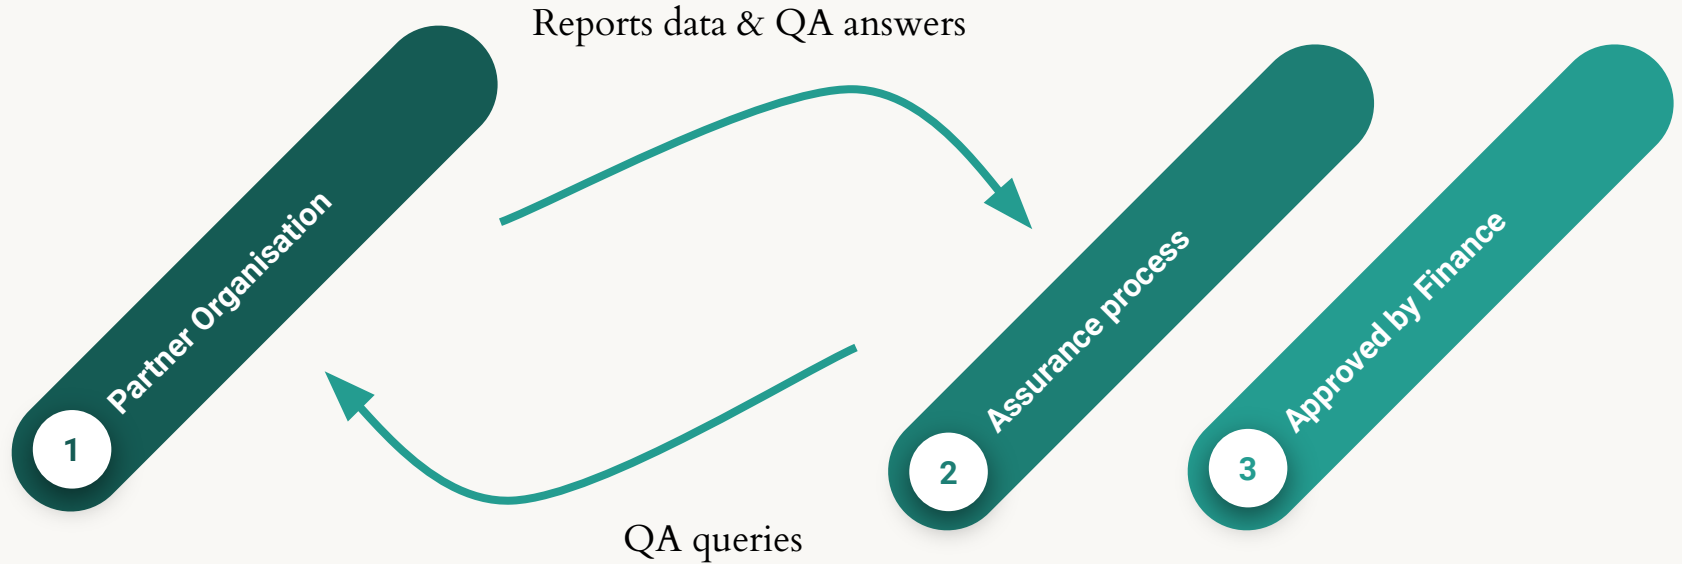 Reports data & QA answers
1
Partner Organisation
2
Assurance process
3
Approved by Finance
QA queries